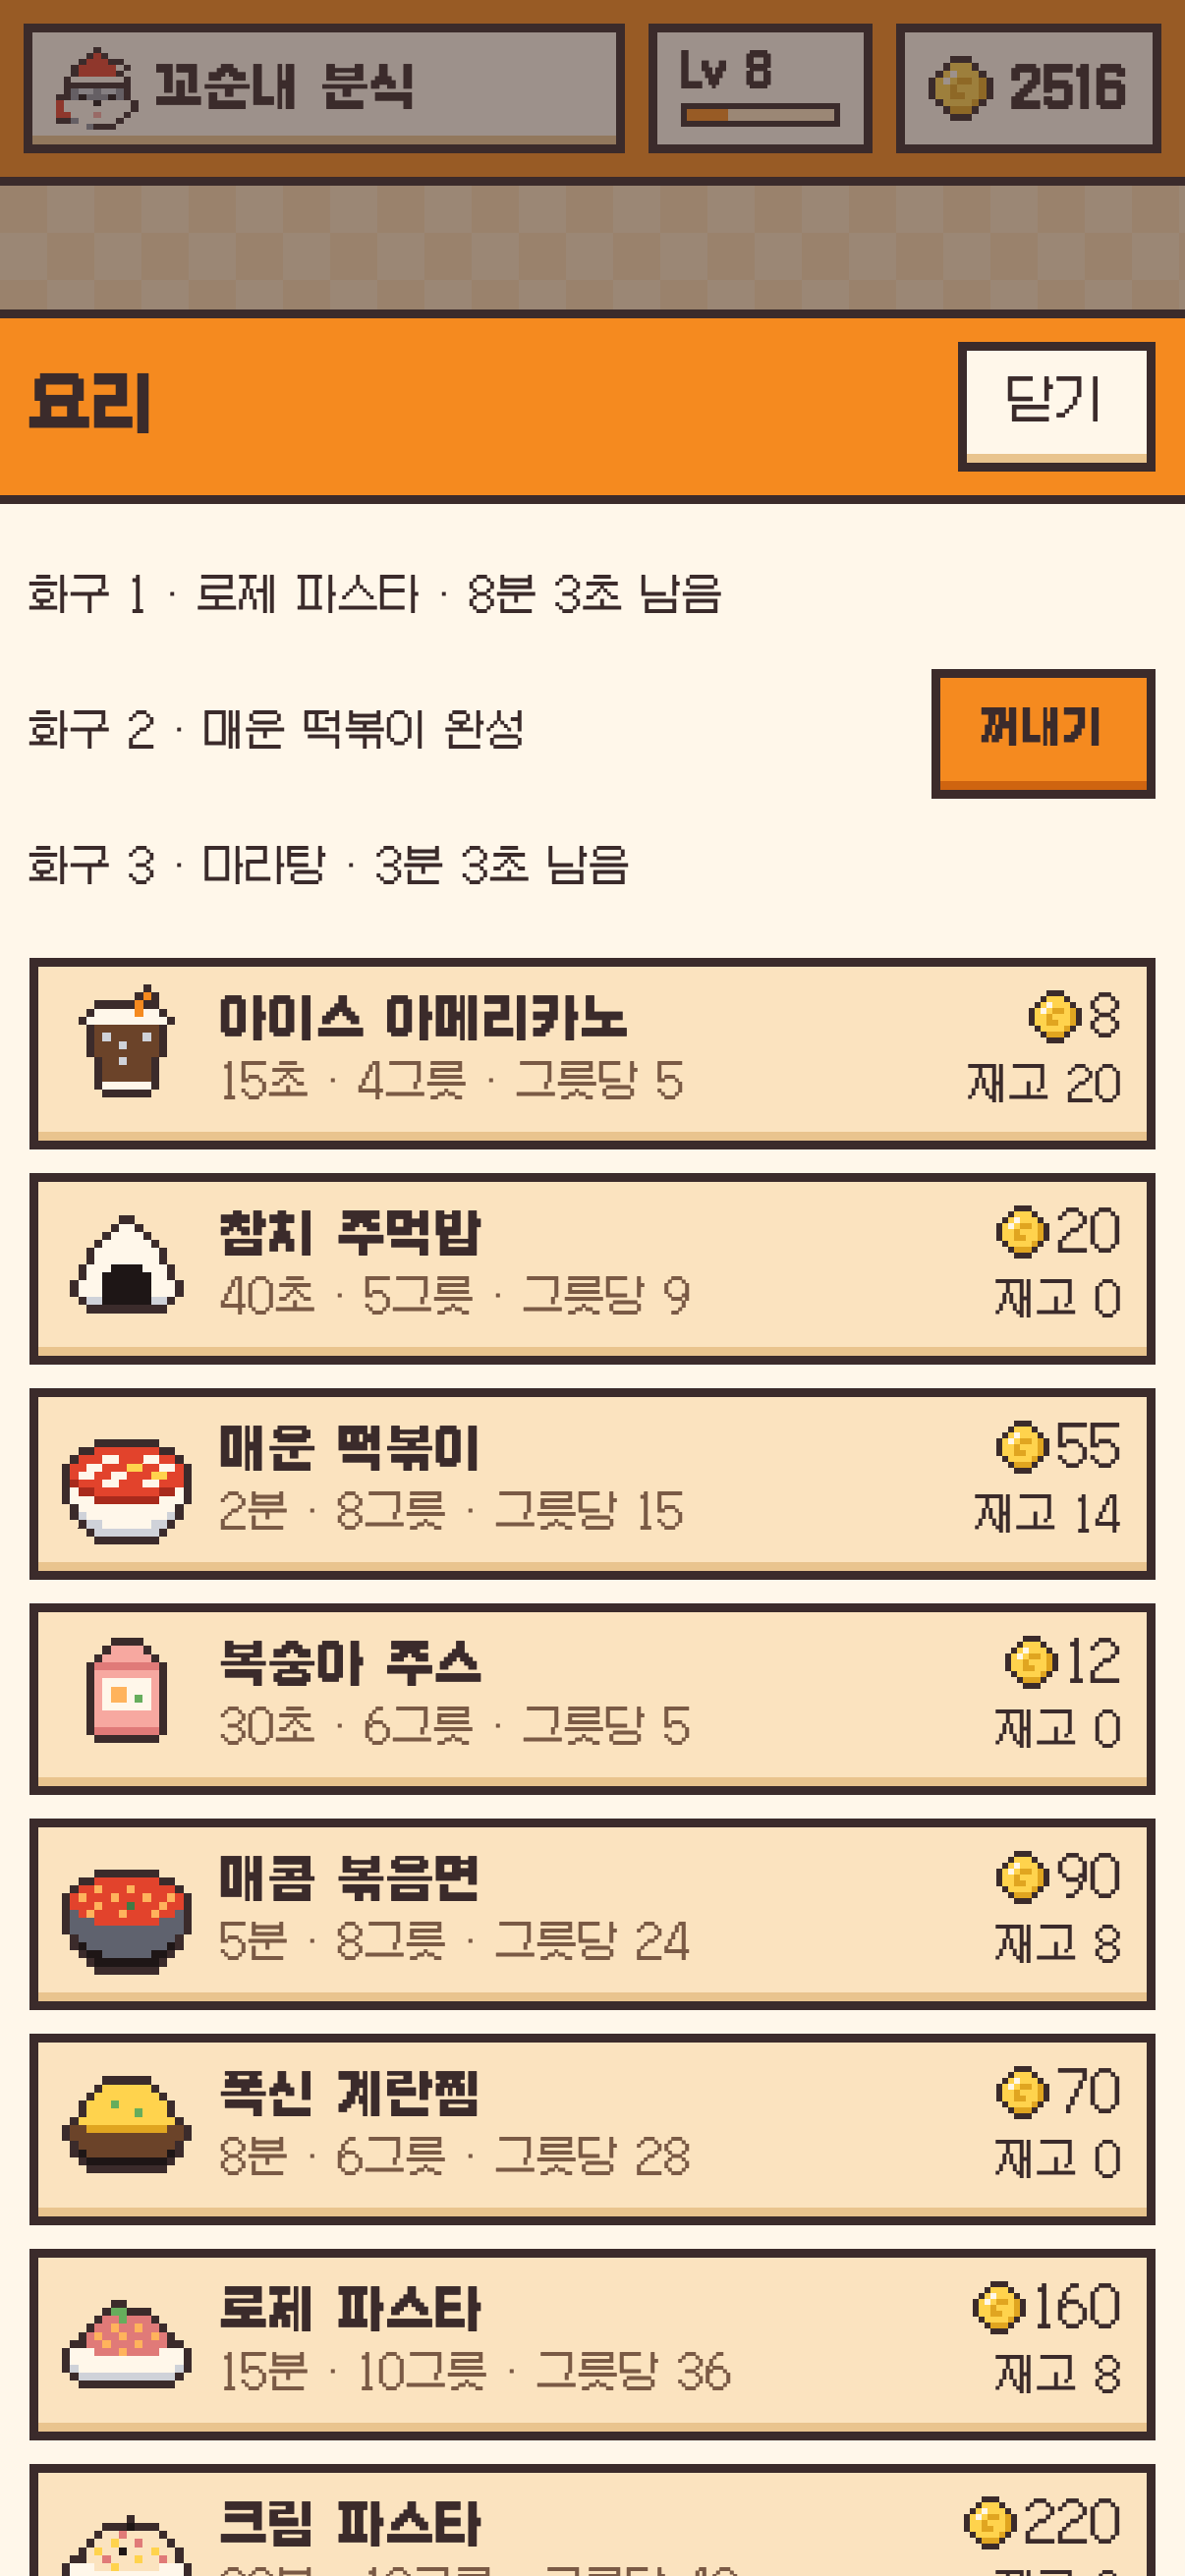 꼬순내 분식
Lv 8
2516
요리
닫기
화구 1 · 로제 파스타 · 8분 3초 남음
화구 2 · 매운 떡볶이 완성
꺼내기
화구 3 · 마라탕 · 3분 3초 남음
아이스 아메리카노
8
15초 · 4그릇 · 그릇당 5
재고 20
참치 주먹밥
20
40초 · 5그릇 · 그릇당 9
재고 0
매운 떡볶이
55
2분 · 8그릇 · 그릇당 15
재고 14
복숭아 주스
12
30초 · 6그릇 · 그릇당 5
재고 0
매콤 볶음면
90
5분 · 8그릇 · 그릇당 24
재고 8
폭신 계란찜
70
8분 · 6그릇 · 그릇당 28
재고 0
로제 파스타
160
15분 · 10그릇 · 그릇당 36
재고 8
크림 파스타
220